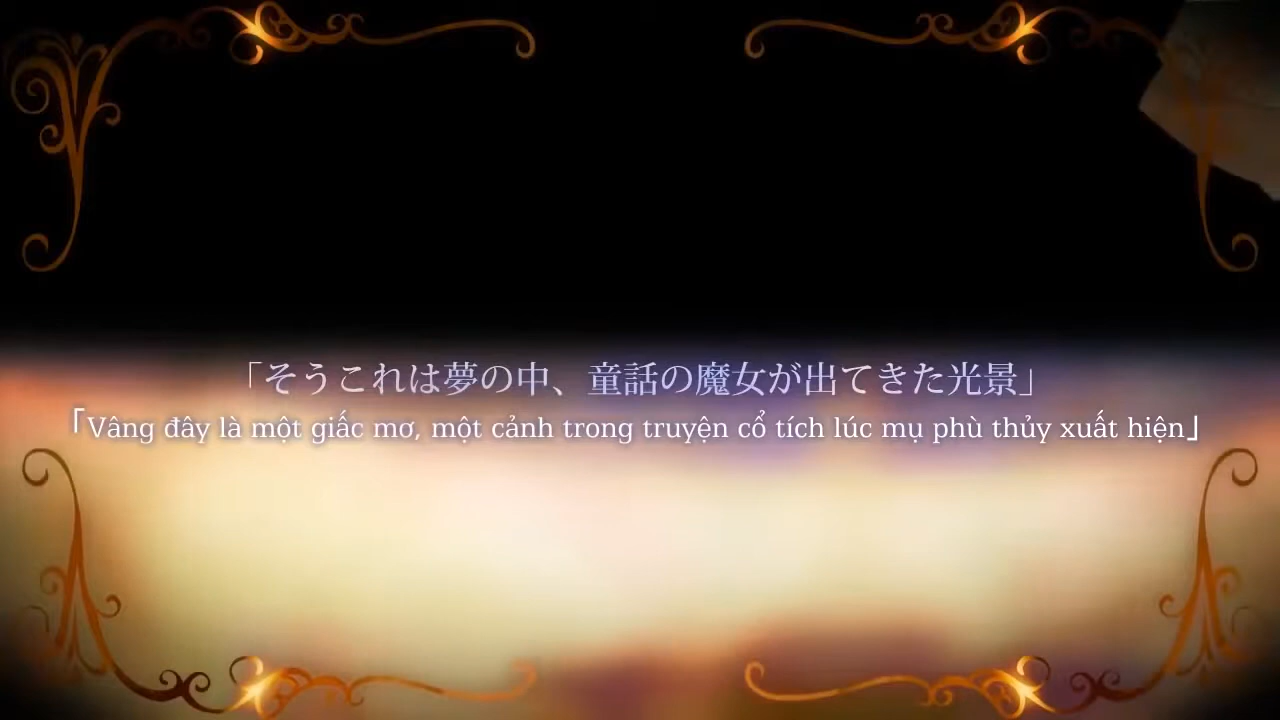 「そうこれは夢の中、童話の魔女が出てきた光景」
「Vâng đây là một giấc mơ, một cảnh trong truyện cổ tích lúc mụ phù thủy xuất hiện」